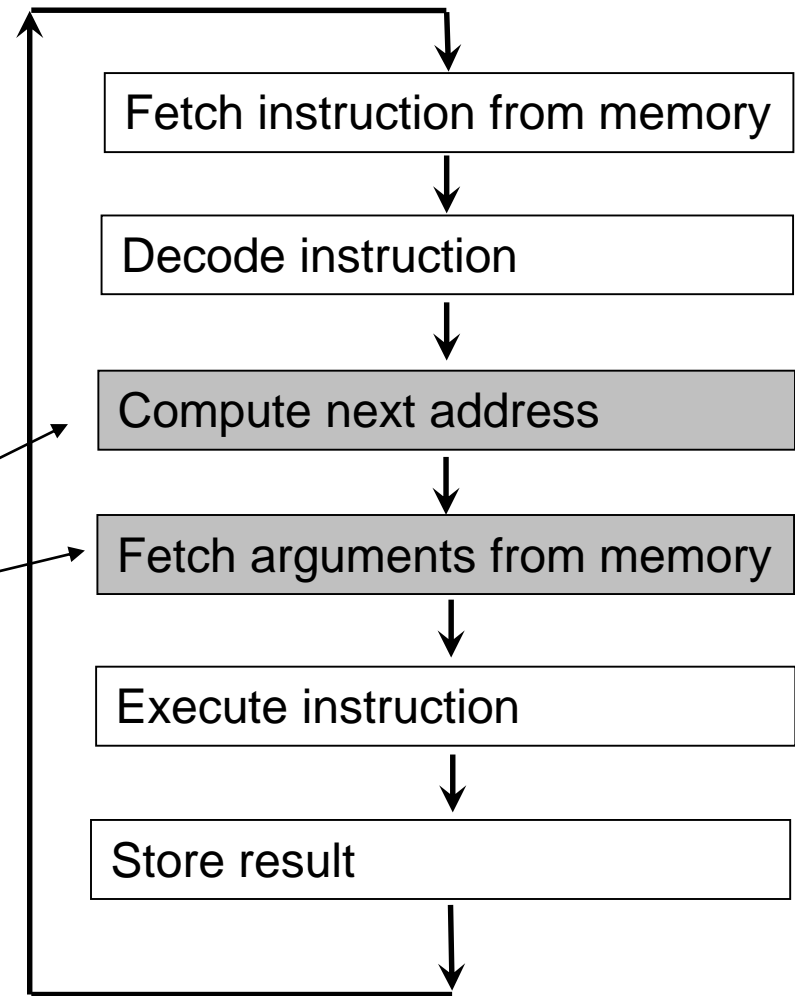 Fetch instruction from memory
Decode instruction
Compute next address
Fetch arguments from memory
Execute instruction
Store result